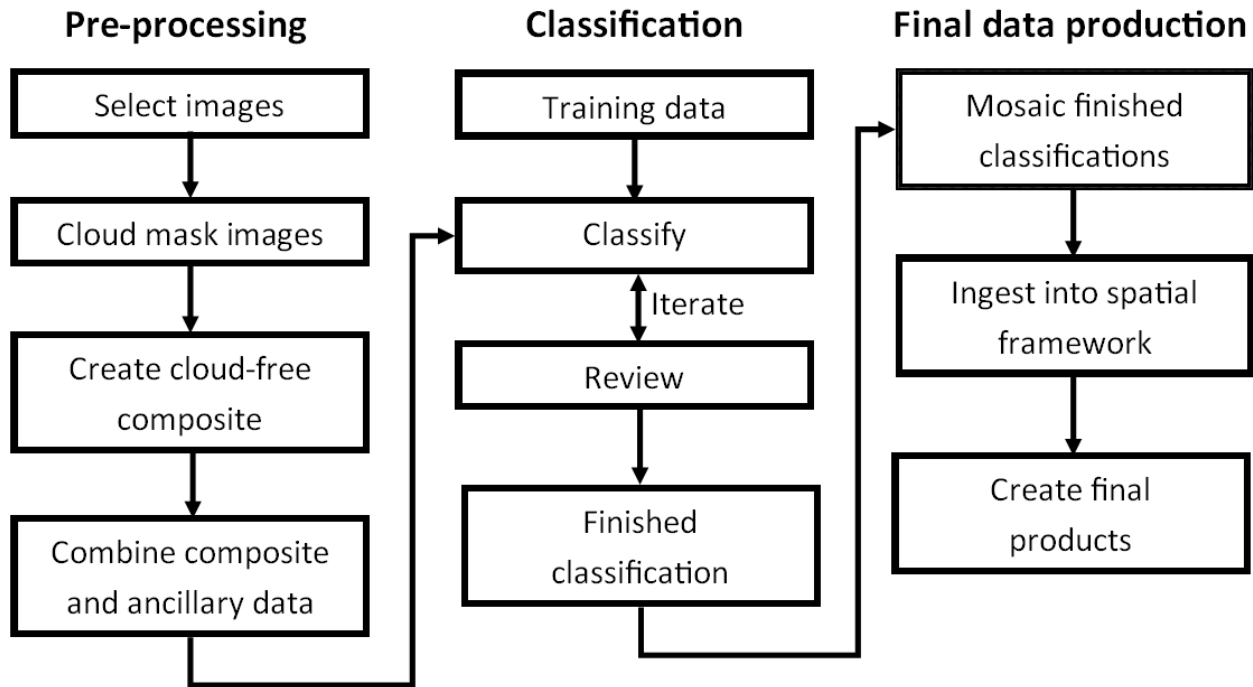 Pre-processing
Select images
Cloud mask images
Create cloud-free
composite
Combine composite
and ancillary data
Classification
Training data
Classify
Iterate
Review
Finished
classification
Final data production
Mosaic finished
classifications
Ingest into spatial
framework
Create final
products